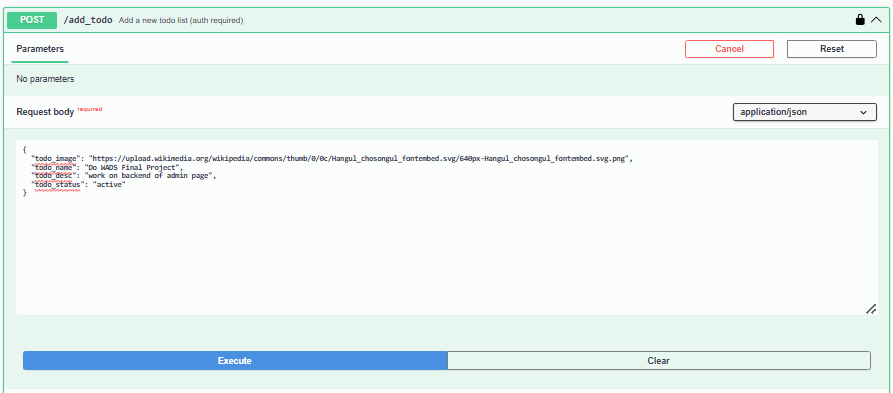 POST /add_todo Add a new todo list (auth required)
Parameters
Cancel
Reset
No parameters
Request body required
application/json
{
"todo_image": "https://upload.wikimedia.org/wikipedia/commons/thumb/0/0c/Hangul_chosongul_fontembed.svg/640px-Hangul_chosongul_fontembed.svg.png",
"todo_name": "Do WADS Final Project",
"todo_desc": "work on backend of admin page",
"todo_status": "active"
}
Execute
Clear